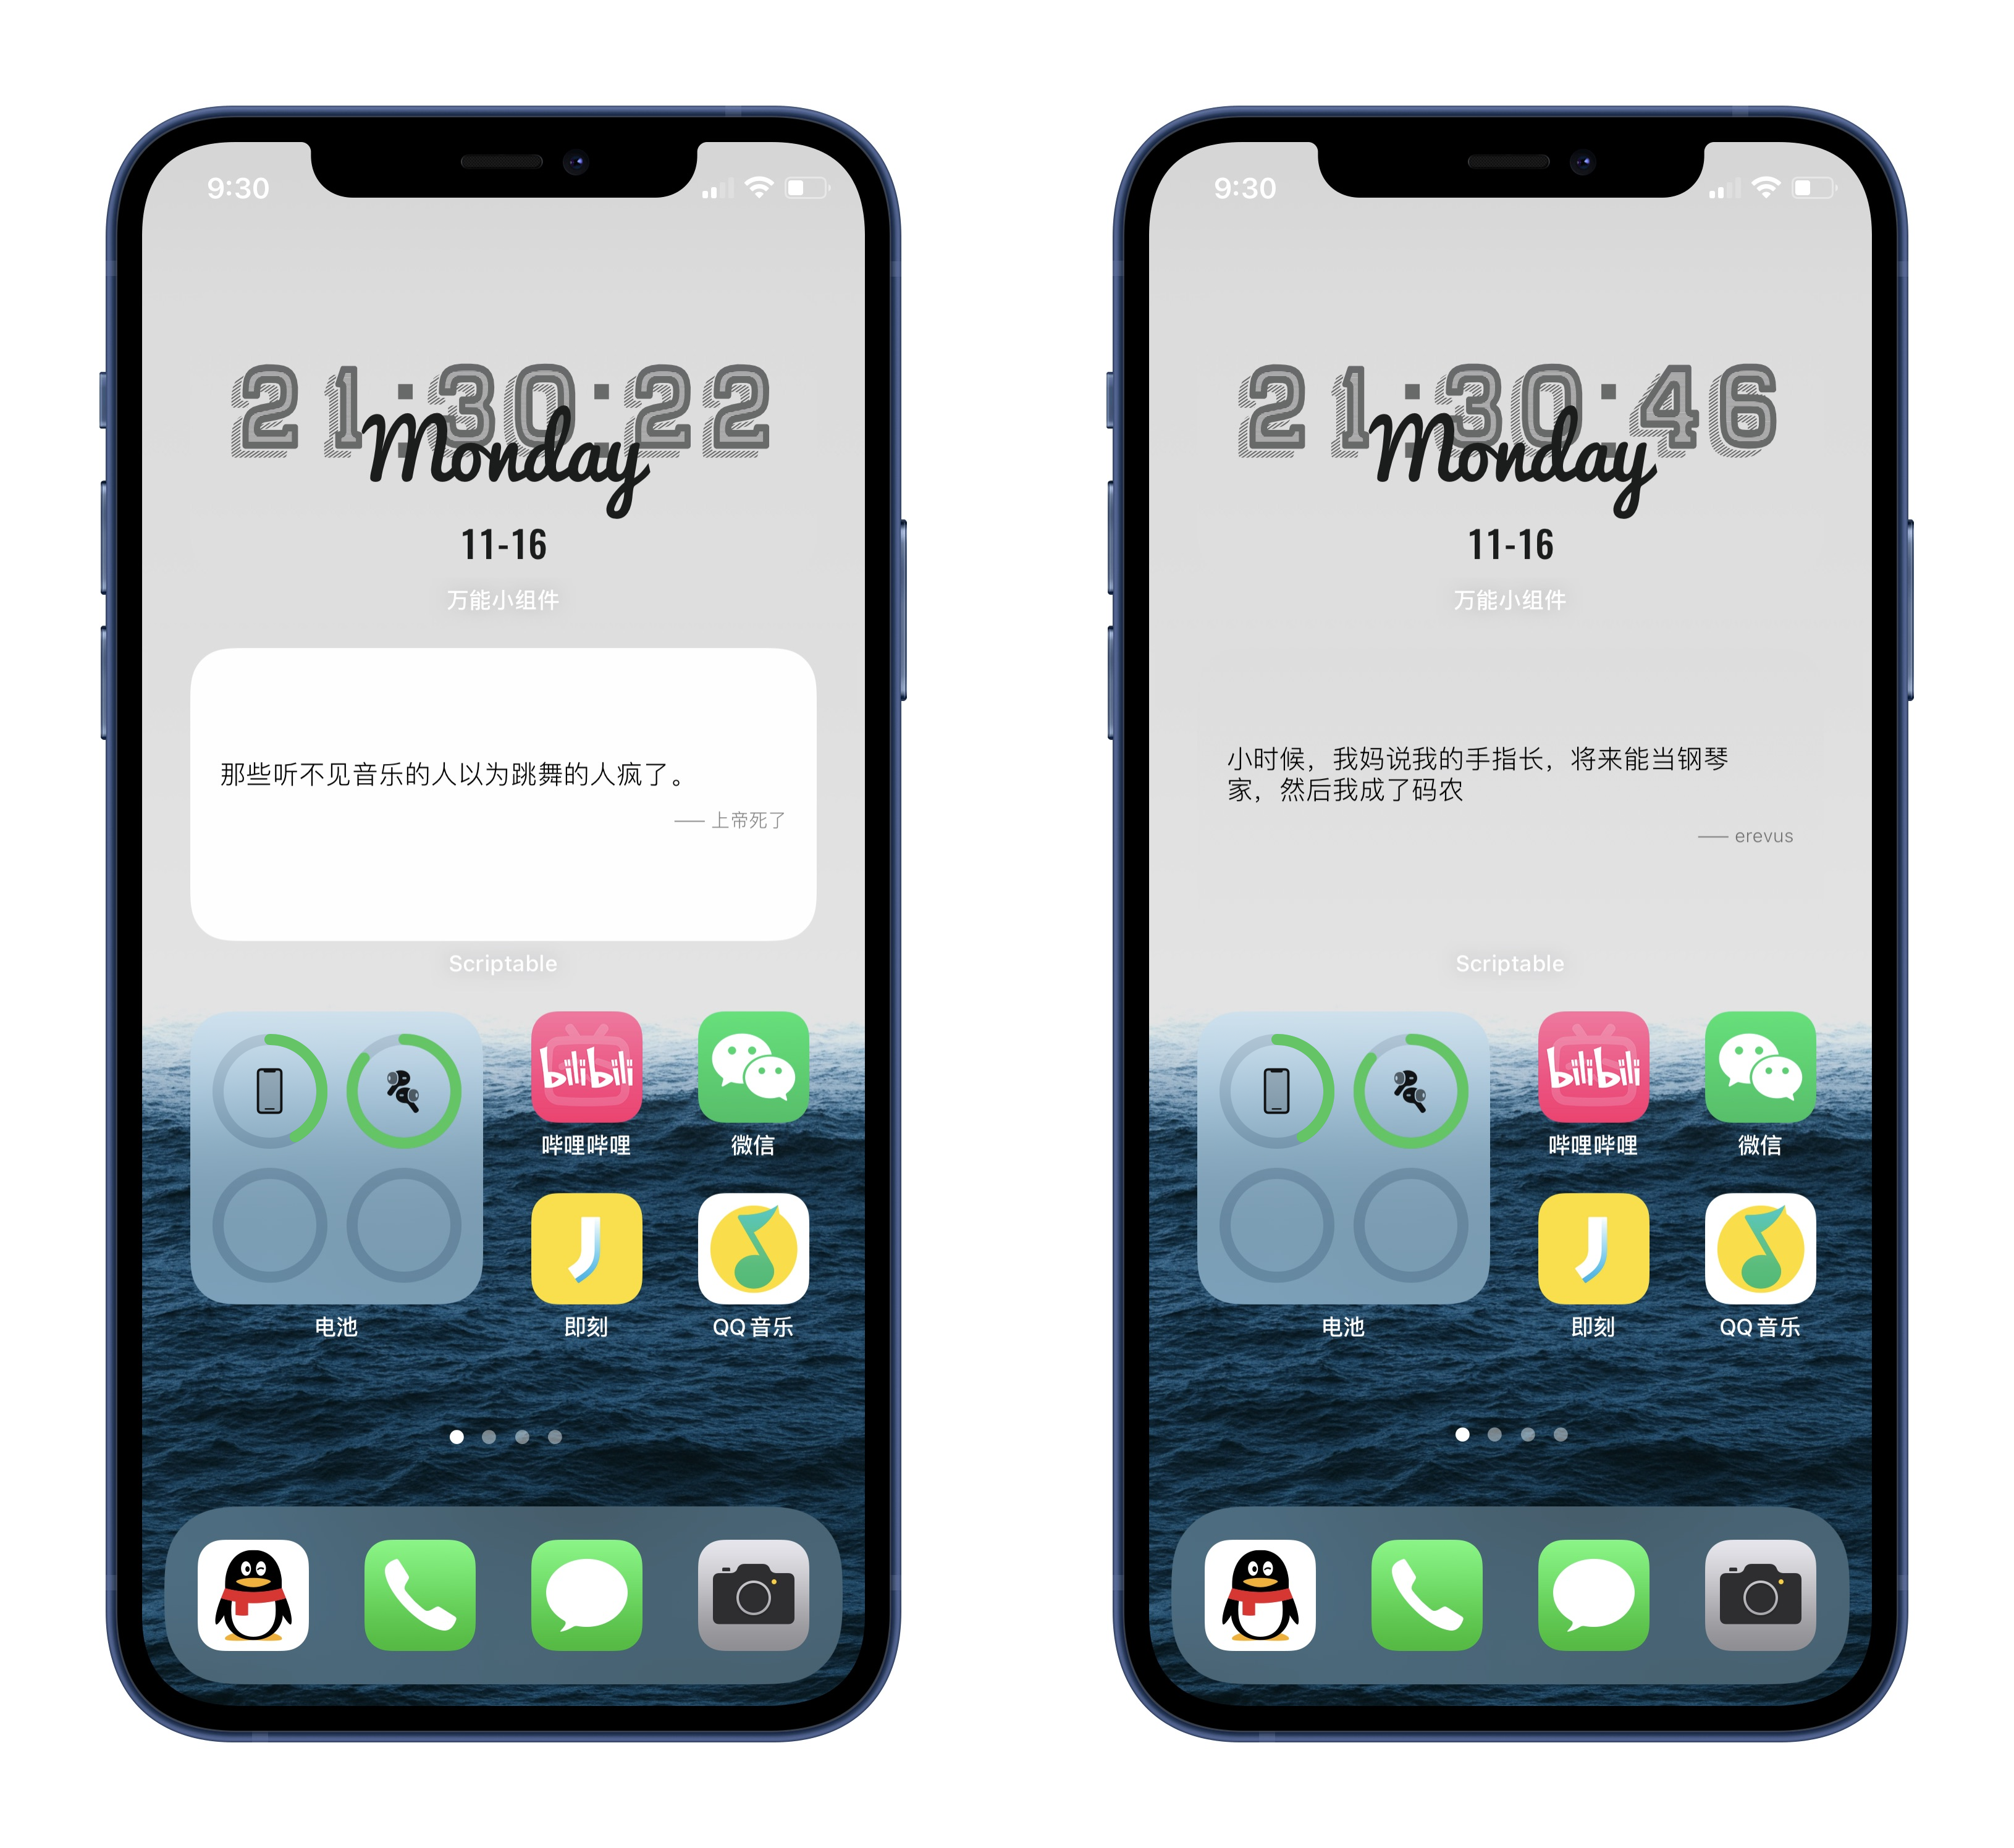 9:30
21:30:22
Monday
11-16
万能小组件
那些听不见音乐的人以为跳舞的人疯了。
—— 上帝死了
Scriptable
bilibili
哔哩哔哩
微信
电池
即刻
QQ音乐
9:30
21:30:46
Monday
11-16
万能小组件
小时候，我妈说我的手指长，将来能当钢琴
家，然后我成了码农
—— erevus
Scriptable
bilibili
哔哩哔哩
微信
电池
即刻
QQ音乐